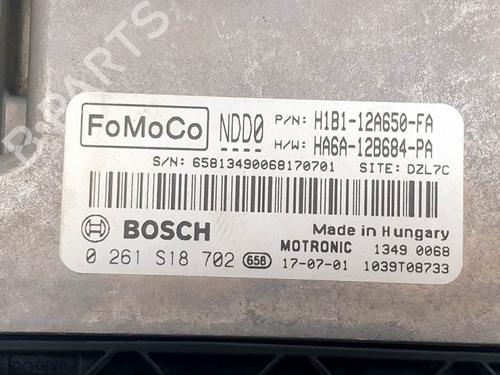 FoMoCo NDD0 P/N: H1B1-12A650-FA
H/W: HA6A-12B684-PA
S/N: 65813490068170701 SITE: DZL7C
BOSCH Made in Hungary
MOTRONIC 1349 0068
0 261 S18 702 658 17-07-01 1039T08733
B-PARTS